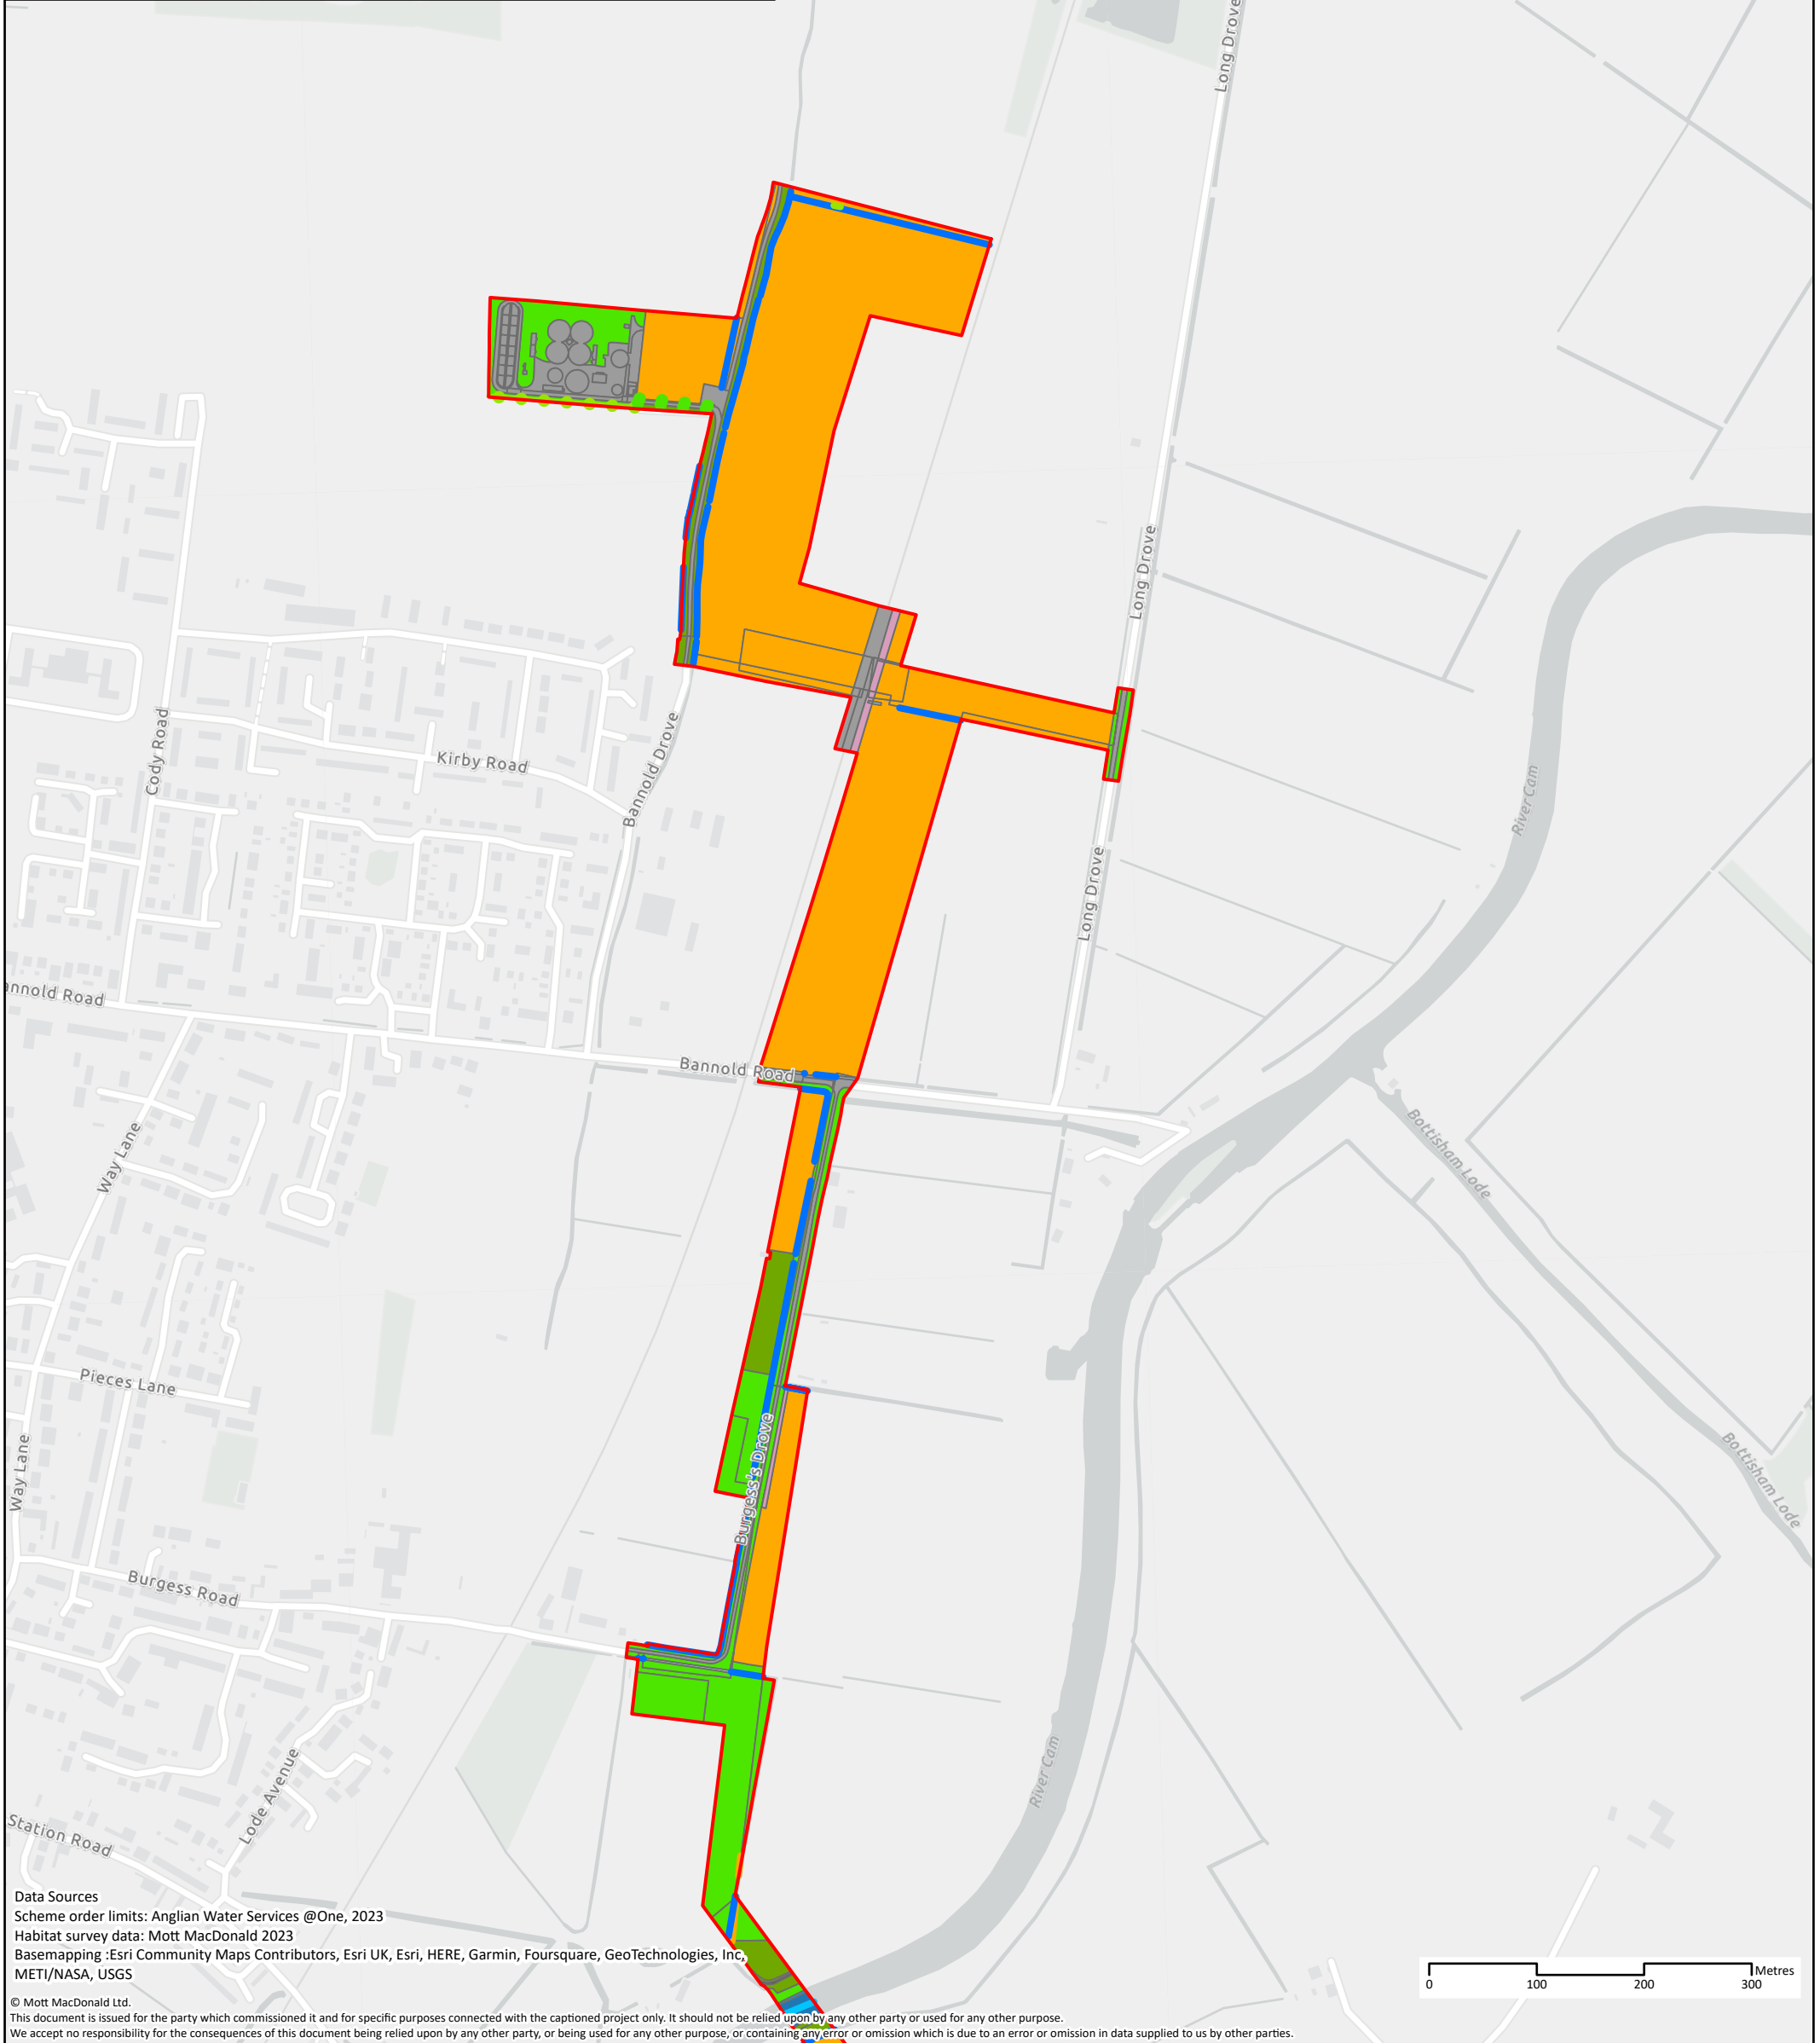 Long Drove
Long Drove
Cody Road
Kirby Road
Bannold Drove
River Cam
Long Drove
annold Road
Bannold Road
Way Lane
Bottisham Lode
Pieces Lane
Way Lane
Burgess's Drove
Bottisham Lode
Burgess Road
River Cam
Lode Avenue
Station Road
Data Sources
Scheme order limits: Anglian Water Services @One, 2023
Habitat survey data: Mott MacDonald 2023
Basemapping :Esri Community Maps Contributors, Esri UK, Esri, HERE, Garmin, Foursquare, GeoTechnologies, Inc,
METI/NASA, USGS
Metres
0 100 200 300
© Mott MacDonald Ltd.
This document is issued for the party which commissioned it and for specific purposes connected with the captioned project only. It should not be relied upon by any other party or used for any other purpose.
We accept no responsibility for the consequences of this document being relied upon by any other party, or being used for any other purpose, or containing any error or omission which is due to an error or omission in data supplied to us by other parties.